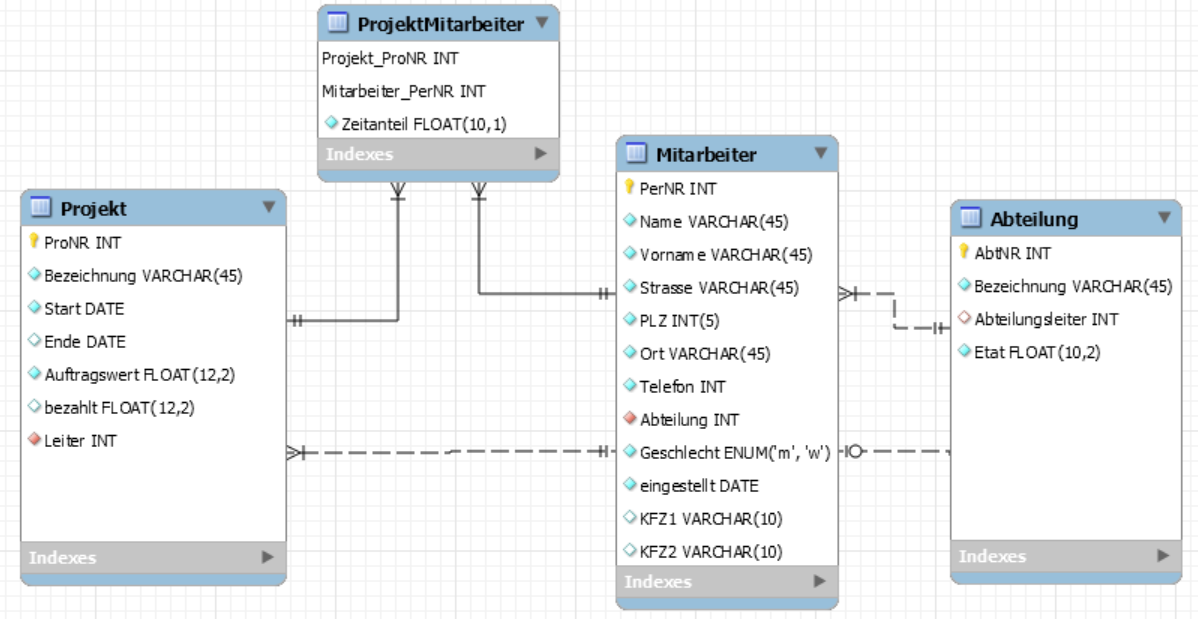 ProjektMitarbeiter
Projekt_ProNR INT
Mitarbeiter_PerNR INT
Zeitanteil FLOAT(10,1)
Indexes
Projekt
ProNR INT
Bezeichnung VARCHAR(45)
Start DATE
Ende DATE
Auftragswert FLOAT(12,2)
bezahlt FLOAT(12,2)
Leiter INT
Indexes
Mitarbeiter
PerNR INT
Name VARCHAR(45)
Vorname VARCHAR(45)
Strasse VARCHAR(45)
PLZ INT(5)
Ort VARCHAR(45)
Telefon INT
Abteilung INT
Geschlecht ENUM('m', 'w')
eingestellt DATE
KFZ1 VARCHAR(10)
KFZ2 VARCHAR(10)
Indexes
Abteilung
AbtNR INT
Bezeichnung VARCHAR(45)
Abteilungsleiter INT
Etat FLOAT(10,2)
Indexes